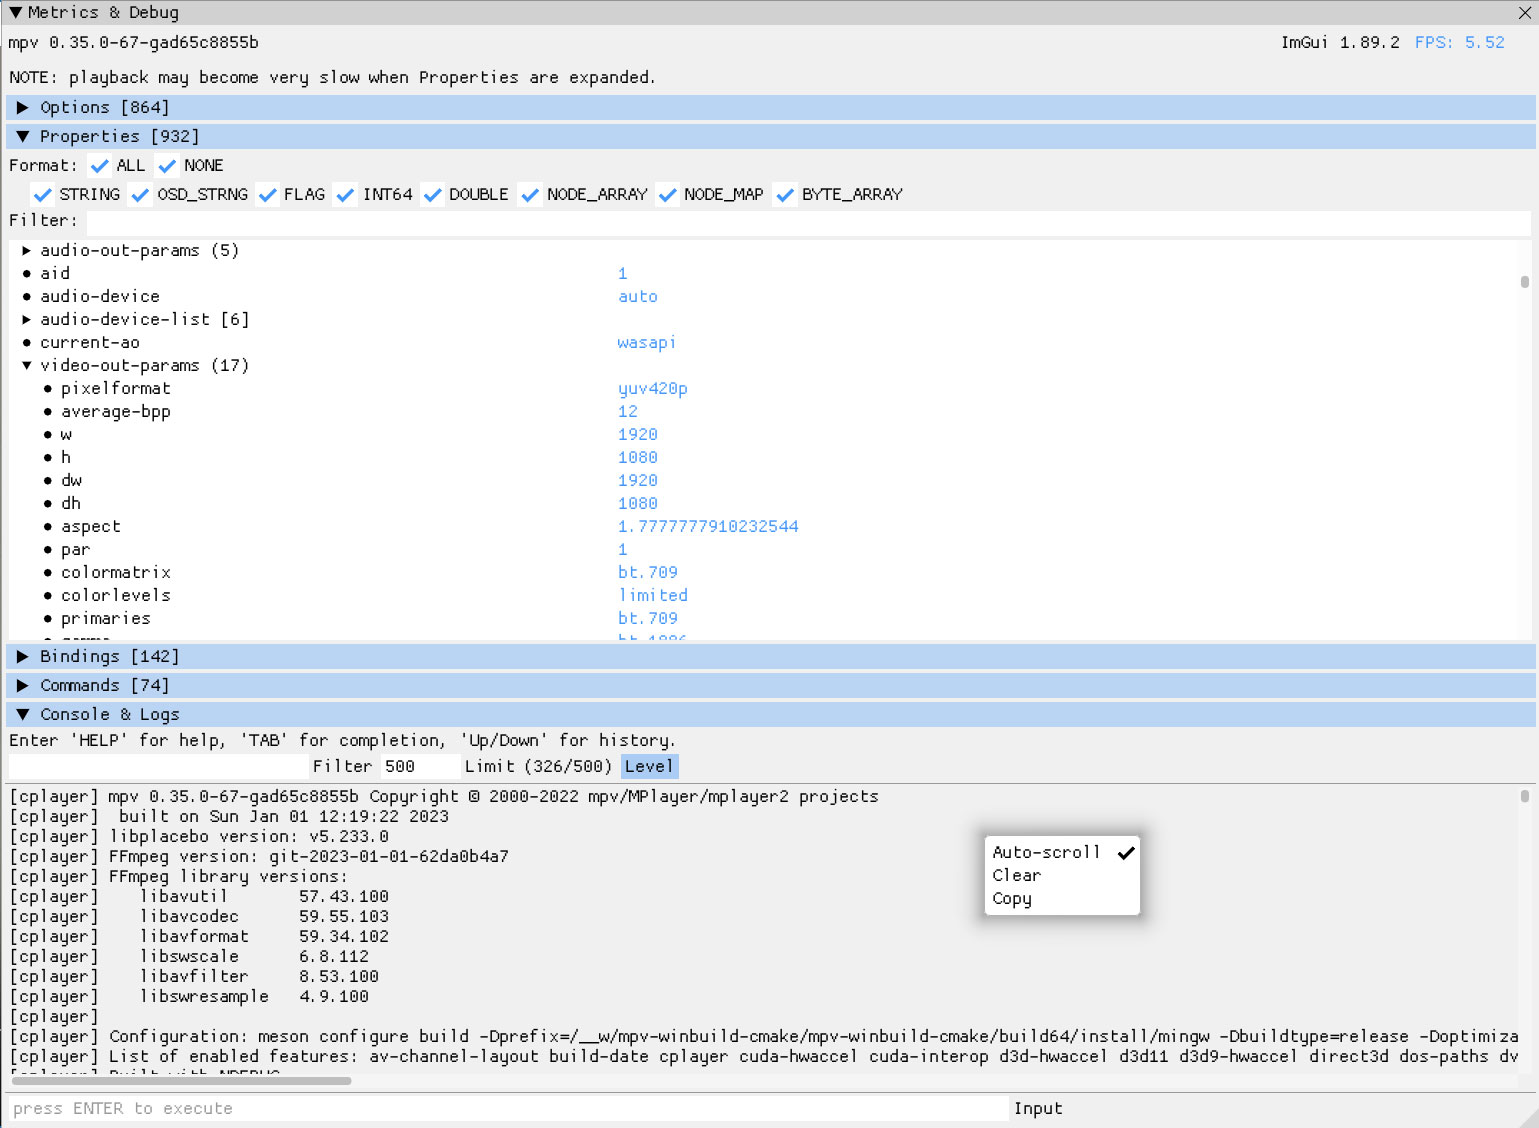 Metrics & Debug
mpv 0.35.0-67-gad65c8855b ImGui 1.89.2 FPS: 5.52
NOTE: playback may become very slow when Properties are expanded.
Options [864]
Properties [932]
Format: ALL NONE
STRING OSD_STRNG FLAG INT64 DOUBLE NODE_ARRAY NODE_MAP BYTE_ARRAY
Filter:
audio-out-params (5)
aid 1
audio-device auto
audio-device-list [6]
current-ao wasapi
video-out-params (17)
pixelformat yuv420p
average-bpp 12
w 1920
h 1080
dw 1920
dh 1080
aspect 1.7777777910232544
par 1
colormatrix bt.709
colorlevels limited
primaries bt.709
Bindings [142]
Commands [74]
Console & Logs
Enter 'HELP' for help, 'TAB' for completion, 'Up/Down' for history.
Filter 500 Limit (326/500) Level
[cplayer] mpv 0.35.0-67-gad65c8855b Copyright © 2000-2022 mpv/MPlayer/mplayer2 projects
[cplayer] built on Sun Jan 01 12:19:22 2023
[cplayer] libplacebo version: v5.233.0
[cplayer] FFmpeg version: git-2023-01-01-62da0b4a7
[cplayer] FFmpeg library versions:
[cplayer] libavutil 57.43.100
[cplayer] libavcodec 59.55.103
[cplayer] libavformat 59.34.102
[cplayer] libswscale 6.8.112
[cplayer] libavfilter 8.53.100
[cplayer] libswresample 4.9.100
[cplayer]
[cplayer] Configuration: meson configure build -Dprefix=/__w/mpv-winbuild-cmake/mpv-winbuild-cmake/build64/install/mingw -Dbuildtype=release -Doptimiza
[cplayer] List of enabled features: av-channel-layout build-date cplayer cuda-hwaccel cuda-interop d3d-hwaccel d3d11 d3d9-hwaccel direct3d dos-paths dv
Auto-scroll
Clear
Copy
press ENTER to execute Input